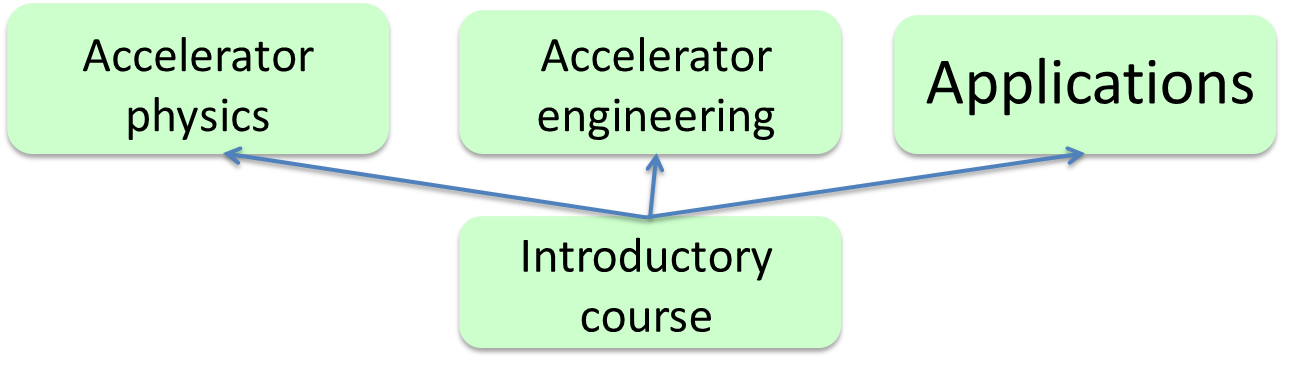 Accelerator
physics
Accelerator
engineering
Applications
Introductory
course